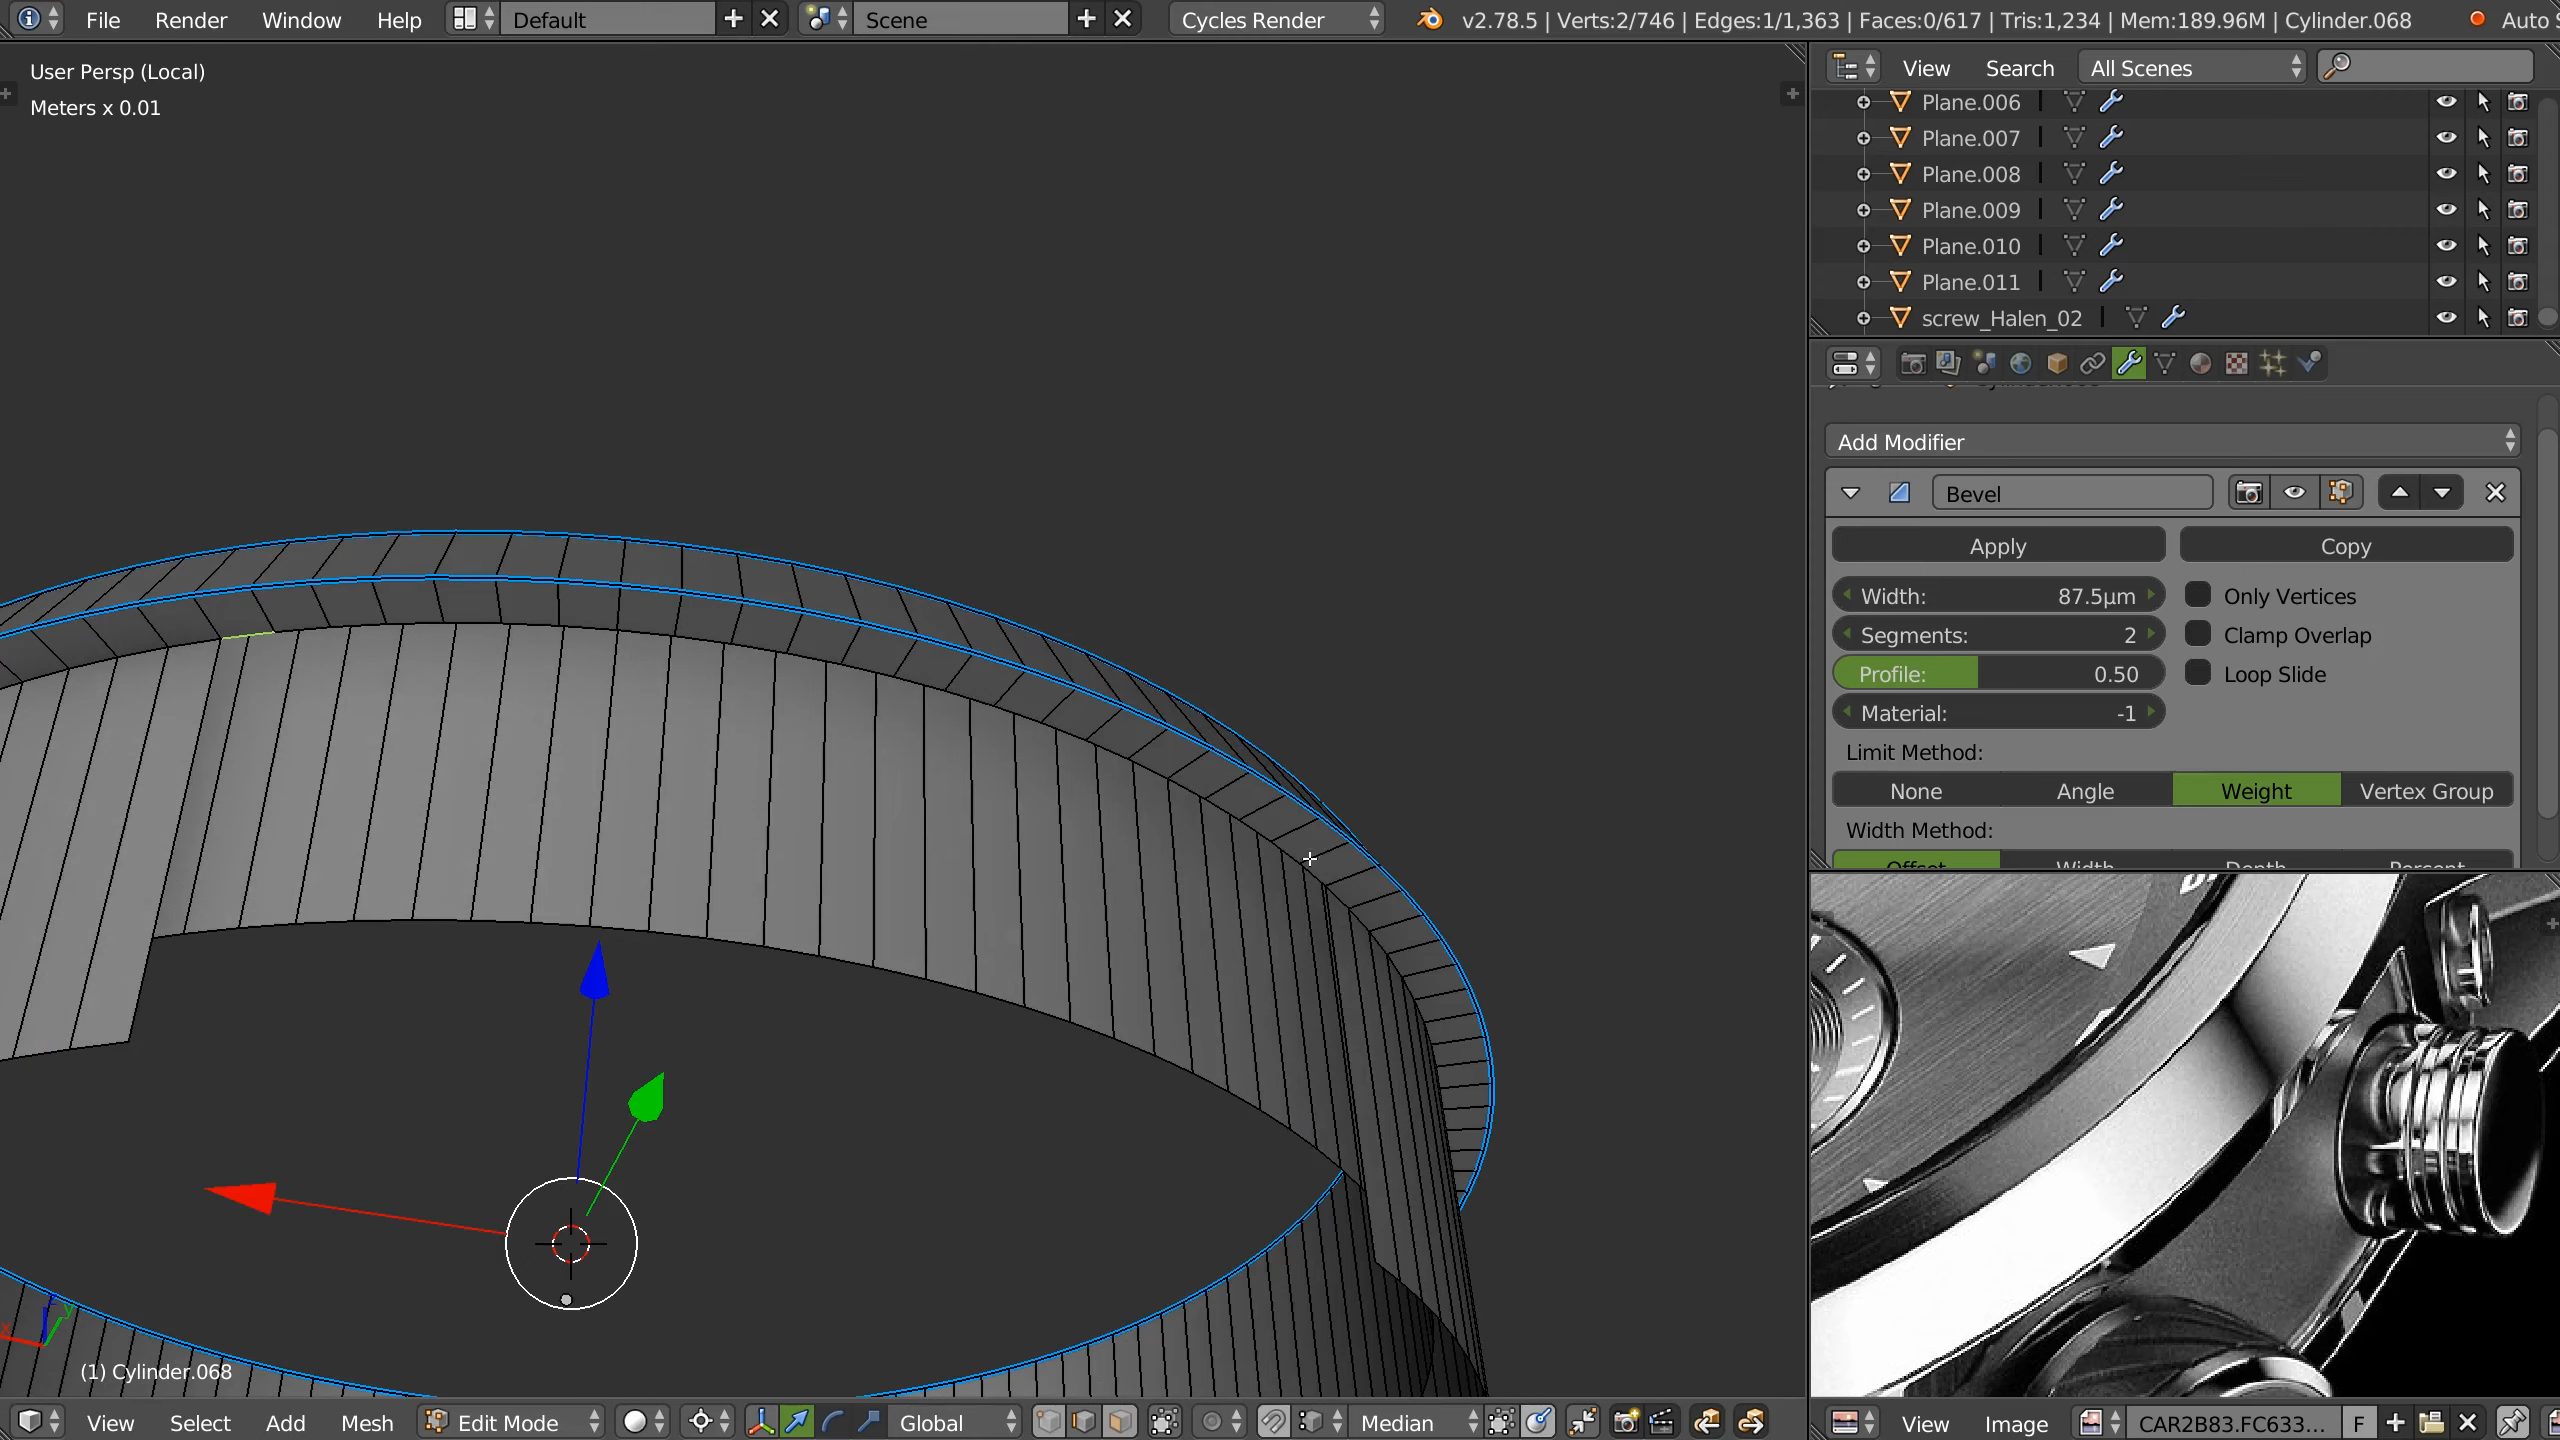 File Render Window Help Default Scene Cycles Render v2.78.5 | Verts:2/746 | Edges:1/1,363 | Faces:0/617 | Tris:1,234 | Mem:189.96M | Cylinder.068 Auto
User Persp (Local)
Meters x 0.01
(1) Cylinder.068
View Select Add Mesh Edit Mode Global Median
View Search All Scenes
Plane.006
Plane.007
Plane.008
Plane.009
Plane.010
Plane.011
screw_Halen_02
Add Modifier
Bevel
Apply Copy
Width: 87.5µm Only Vertices
Segments: 2 Clamp Overlap
Profile: 0.50 Loop Slide
Material: -1
Limit Method:
None Angle Weight Vertex Group
Width Method:
Offset Width Depth Percent
View Image CAR2B83.FC633... F